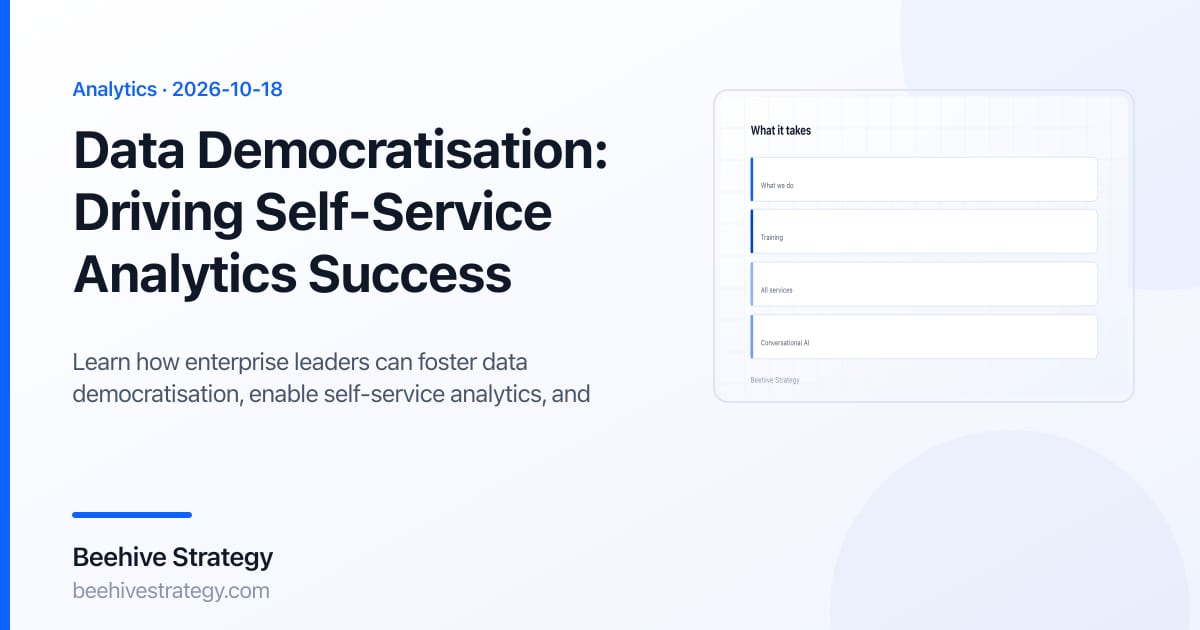 Analytics · 2026-10-18
Data Democratisation:
Driving Self-Service
Analytics Success
Learn how enterprise leaders can foster data
democratisation, enable self-service analytics, and
Beehive Strategy
beehivestrategy.com
What it takes
What we do
Training
All services
Conversational AI
Beehive Strategy